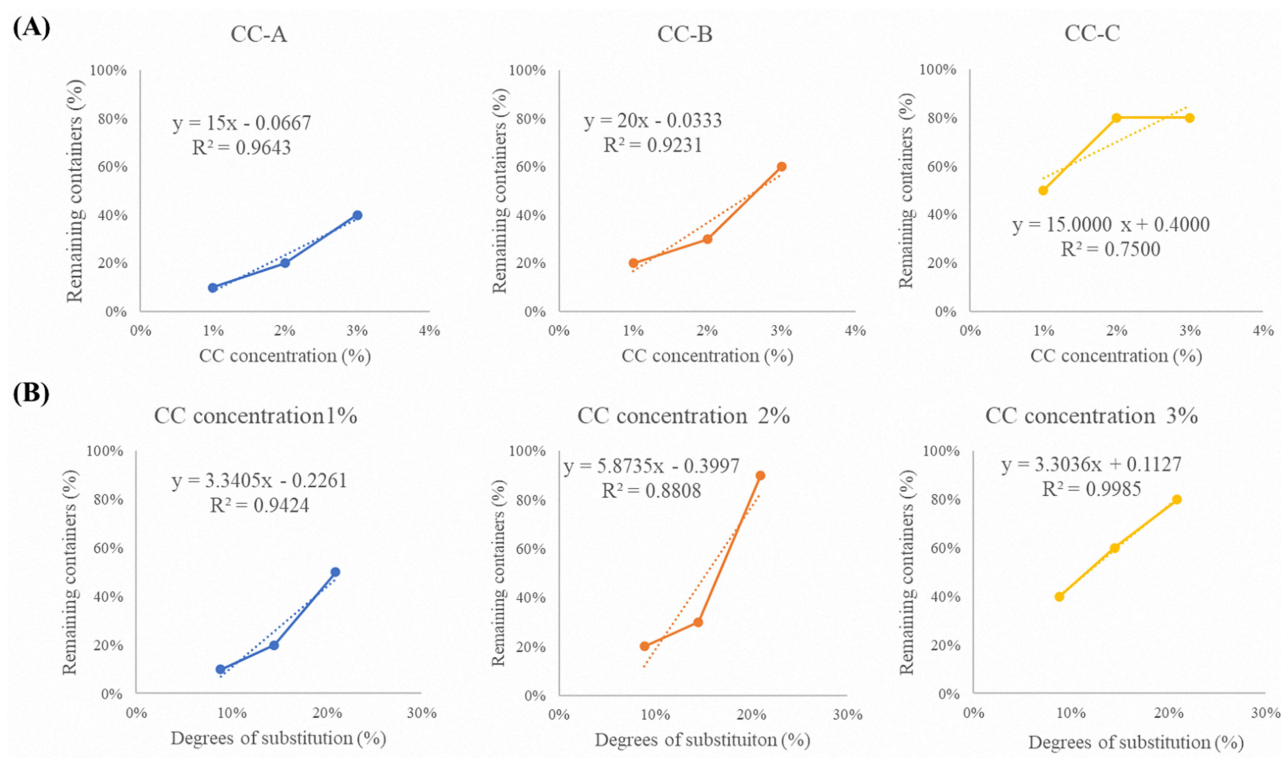 (A)
CC-A
Remaining containers (%)
100%
80%
60%
40%
20%
0%
y = 15x - 0.0667
R² = 0.9643
0% 1% 2% 3% 4%
CC concentration (%)
CC-B
Remaining containers (%)
100%
80%
60%
40%
20%
0%
y = 20x - 0.0333
R² = 0.9231
0% 1% 2% 3% 4%
CC concentration (%)
CC-C
Remaining containers (%)
100%
80%
60%
40%
20%
0%
y = 15.0000 x + 0.4000
R² = 0.7500
0% 1% 2% 3% 4%
CC concentration (%)
(B)
CC concentration1%
Remaining containers (%)
100%
80%
60%
40%
20%
0%
y = 3.3405x - 0.2261
R² = 0.9424
0% 10% 20% 30%
Degrees of substitution (%)
CC concentration 2%
Remaining containers (%)
100%
80%
60%
40%
20%
0%
y = 5.8735x - 0.3997
R² = 0.8808
0% 10% 20% 30%
Degrees of substituiton (%)
CC concentration 3%
Remaining containers (%)
100%
80%
60%
40%
20%
0%
y = 3.3036x + 0.1127
R² = 0.9985
0% 10% 20% 30%
Degrees of substitution (%)